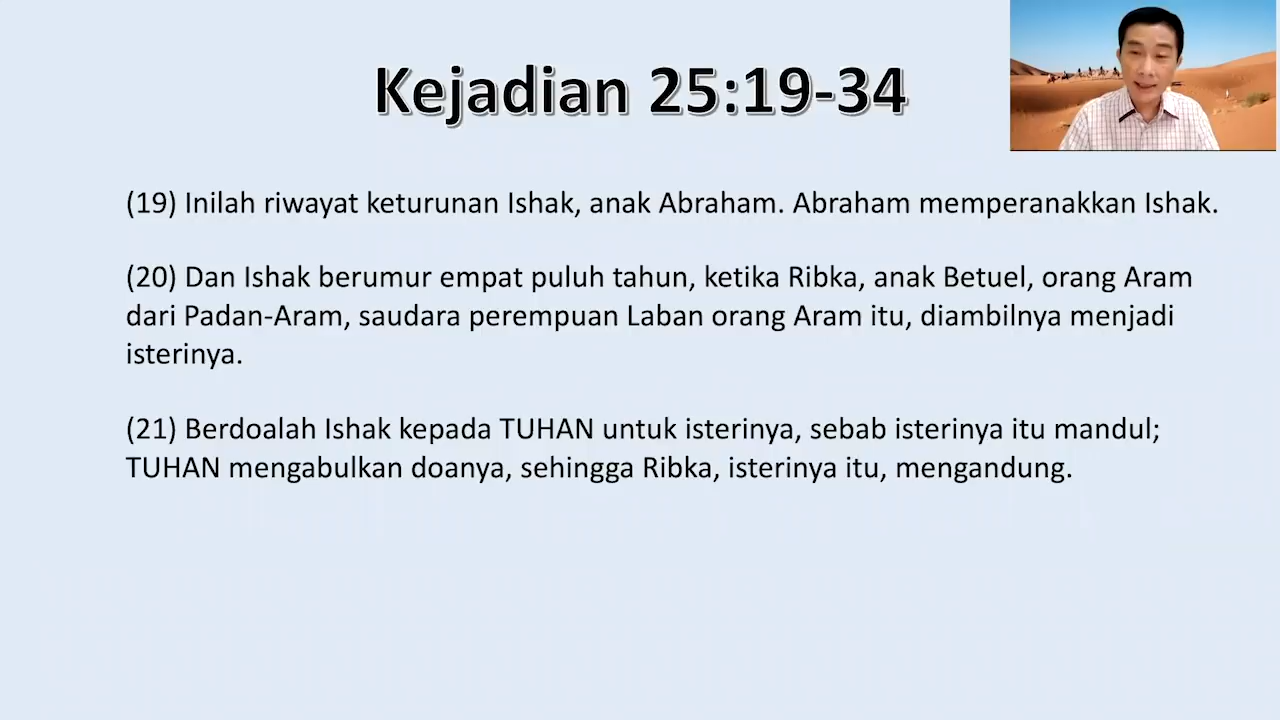 Kejadian 25:19-34
(19) Inilah riwayat keturunan Ishak, anak Abraham. Abraham memperanakkan Ishak.
(20) Dan Ishak berumur empat puluh tahun, ketika Ribka, anak Betuel, orang Aram
dari Padan-Aram, saudara perempuan Laban orang Aram itu, diambilnya menjadi
isterinya.
(21) Berdoalah Ishak kepada TUHAN untuk isterinya, sebab isterinya itu mandul;
TUHAN mengabulkan doanya, sehingga Ribka, isterinya itu, mengandung.